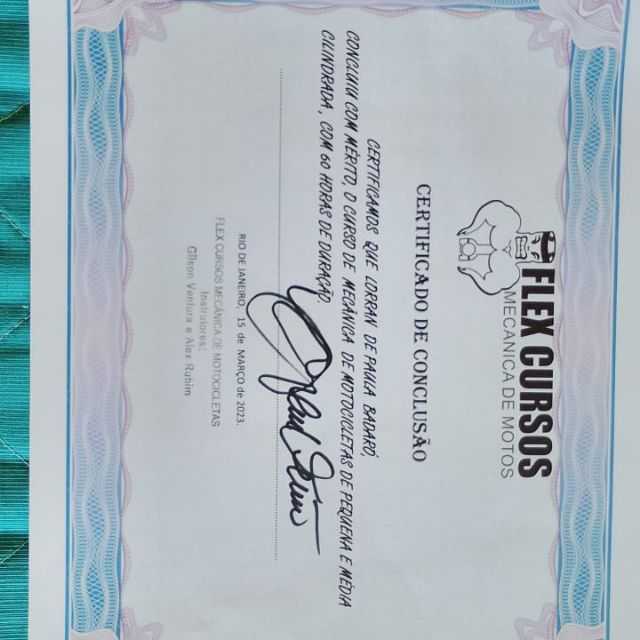 FLEX CURSOS
MECANICA DE MOTOS
CERTIFICADO DE CONCLUSÃO
CERTIFICAMOS QUE LORRAN DE PAULA BADARÓ,
CONCLUIU COM MÉRITO, O CURSO DE MECÂNICA DE MOTOCICLETAS DE PEQUENA E MÉDIA
CILINDRADA, COM 60 HORAS DE DURAÇÃO.
RIO DE JANEIRO, 15 de MARÇO de 2023.
FLEX CURSOS MECÂNICA DE MOTOCICLETAS
Instrutores:
Gilson Ventura e Alex Rubim